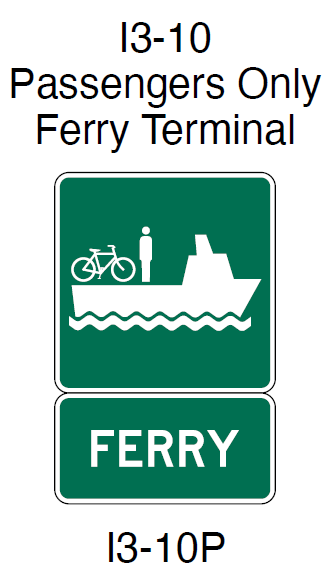 I3-10
Passengers Only
Ferry Terminal
FERRY
I3-10P